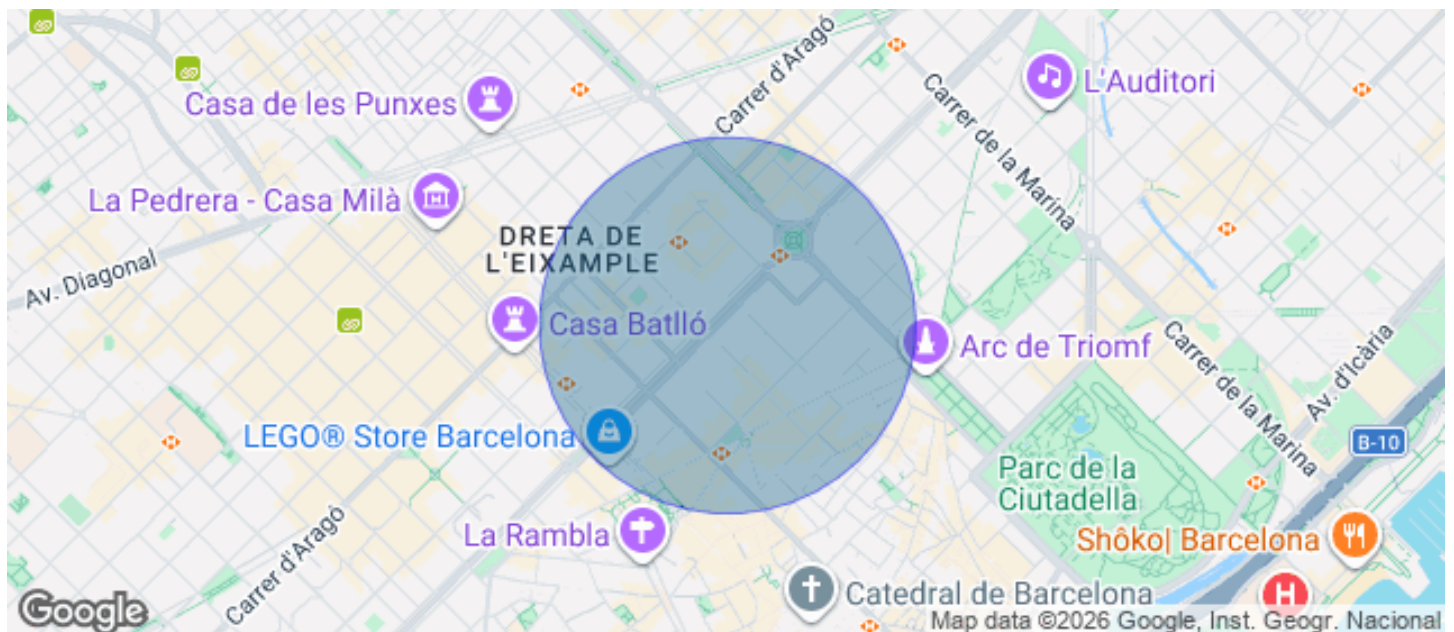 Carrer d'Aragó
L'Auditori
Casa de les Punxes
Carrer de la Marina
La Pedrera - Casa Milà
DRETA DE
L'EIXAMPLE
Av. Diagonal
Casa Batlló
Arc de Triomf
Carrer de la Marina
Av. d'Icària
LEGO® Store Barcelona
B-10
Parc de la
Ciutadella
La Rambla
Shôko| Barcelona
Carrer d'Aragó
Catedral de Barcelona
H
Google
Map data ©2026 Google, Inst. Geogr. Nacional